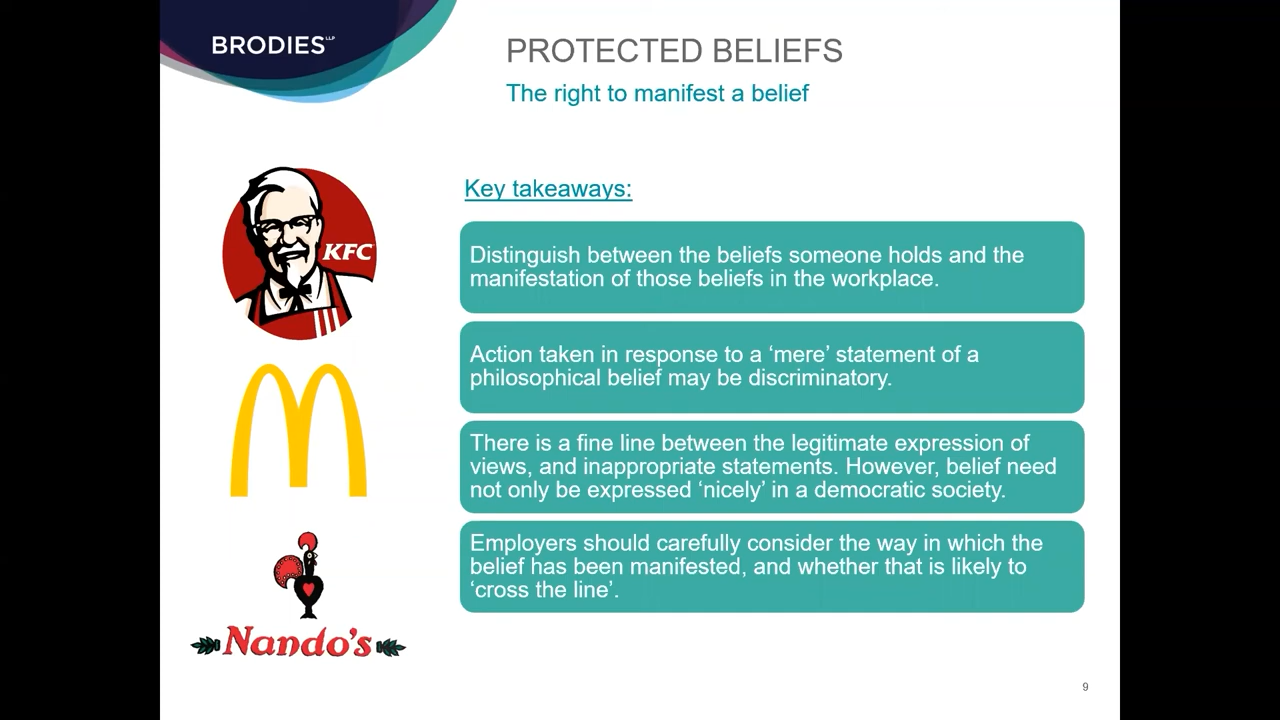 BRODIES LLP
PROTECTED BELIEFS
The right to manifest a belief
Key takeaways:
KFC
Distinguish between the beliefs someone holds and the
manifestation of those beliefs in the workplace.
Action taken in response to a ‘mere’ statement of a
philosophical belief may be discriminatory.
There is a fine line between the legitimate expression of
views, and inappropriate statements. However, belief need
not only be expressed ‘nicely’ in a democratic society.
Employers should carefully consider the way in which the
belief has been manifested, and whether that is likely to
‘cross the line’.
Nando's
9